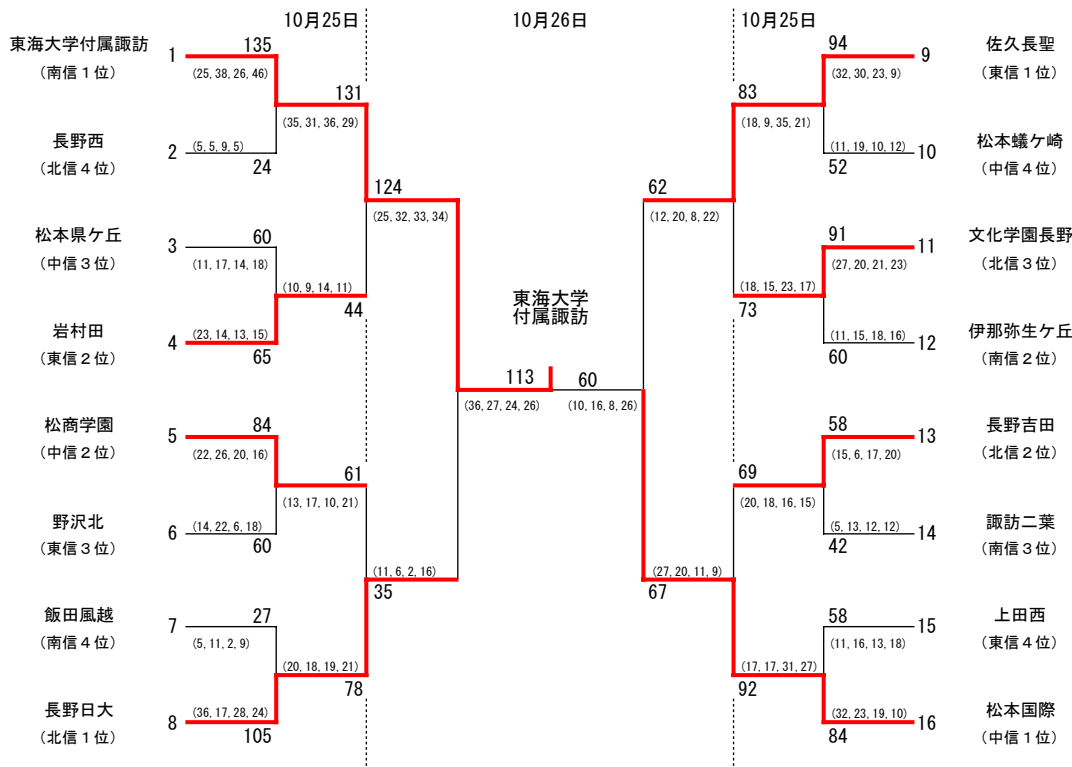 10月25日
10月26日
10月25日
東海大学付属諏訪
(南信1位)
1
135
(25, 38, 26, 46)
131
(35, 31, 36, 29)
長野西
(北信4位)
2
(5, 5, 9, 5)
24
124
(25, 32, 33, 34)
松本県ケ丘
(中信3位)
3
60
(11, 17, 14, 18)
(10, 9, 14, 11)
44
岩村田
(東信2位)
4
(23, 14, 13, 15)
65
松商学園
(中信2位)
5
84
(22, 26, 20, 16)
61
(13, 17, 10, 21)
野沢北
(東信3位)
6
(14, 22, 6, 18)
60
(11, 6, 2, 16)
35
飯田風越
(南信4位)
7
27
(5, 11, 2, 9)
(20, 18, 19, 21)
78
長野日大
(北信1位)
8
(36, 17, 28, 24)
105
東海大学
付属諏訪
113
(36, 27, 24, 26)
60
(10, 16, 8, 26)
94
(32, 30, 23, 9)
9
佐久長聖
(東信1位)
83
(18, 9, 35, 21)
(11, 19, 10, 12)
52
10
松本蟻ケ崎
(中信4位)
62
(12, 20, 8, 22)
91
(27, 20, 21, 23)
11
文化学園長野
(北信3位)
(18, 15, 23, 17)
73
(11, 15, 18, 16)
60
12
伊那弥生ケ丘
(南信2位)
58
(15, 6, 17, 20)
13
長野吉田
(北信2位)
69
(20, 18, 16, 15)
(5, 13, 12, 12)
42
14
諏訪二葉
(南信3位)
(27, 20, 11, 9)
67
58
(11, 16, 13, 18)
15
上田西
(東信4位)
(17, 17, 31, 27)
92
(32, 23, 19, 10)
84
16
松本国際
(中信1位)